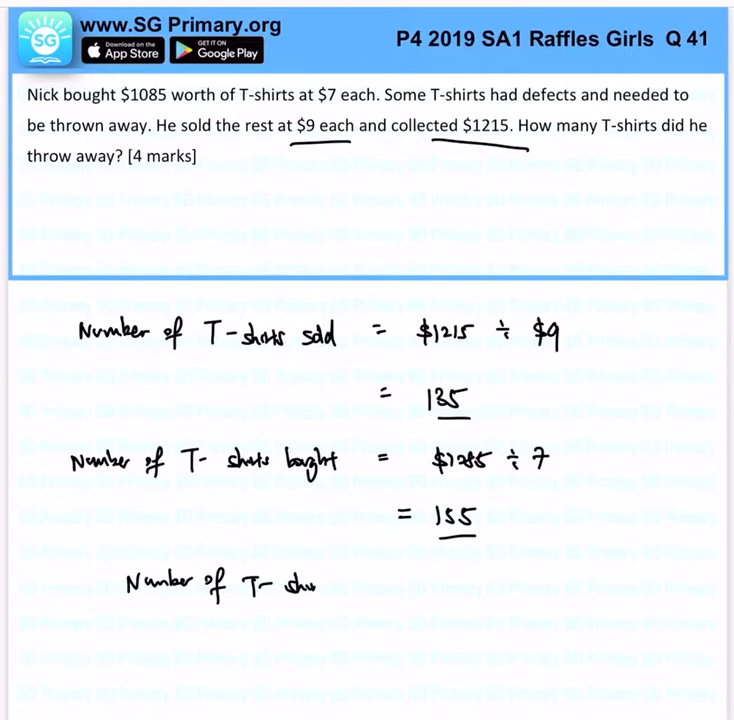 www.SG Primary.org
SG
Download on the
App Store
GET IT ON
Google Play
P4 2019 SA1 Raffles Girls Q 41
Nick bought $1085 worth of T-shirts at $7 each. Some T-shirts had defects and needed to
be thrown away. He sold the rest at $9 each and collected $1215. How many T-shirts did he
throw away? [4 marks]
Number of T-shirts sold = $1215 ÷ $9
= 135
Number of T- shirts bought = $1085 ÷ 7
= 155
Number of T- shi